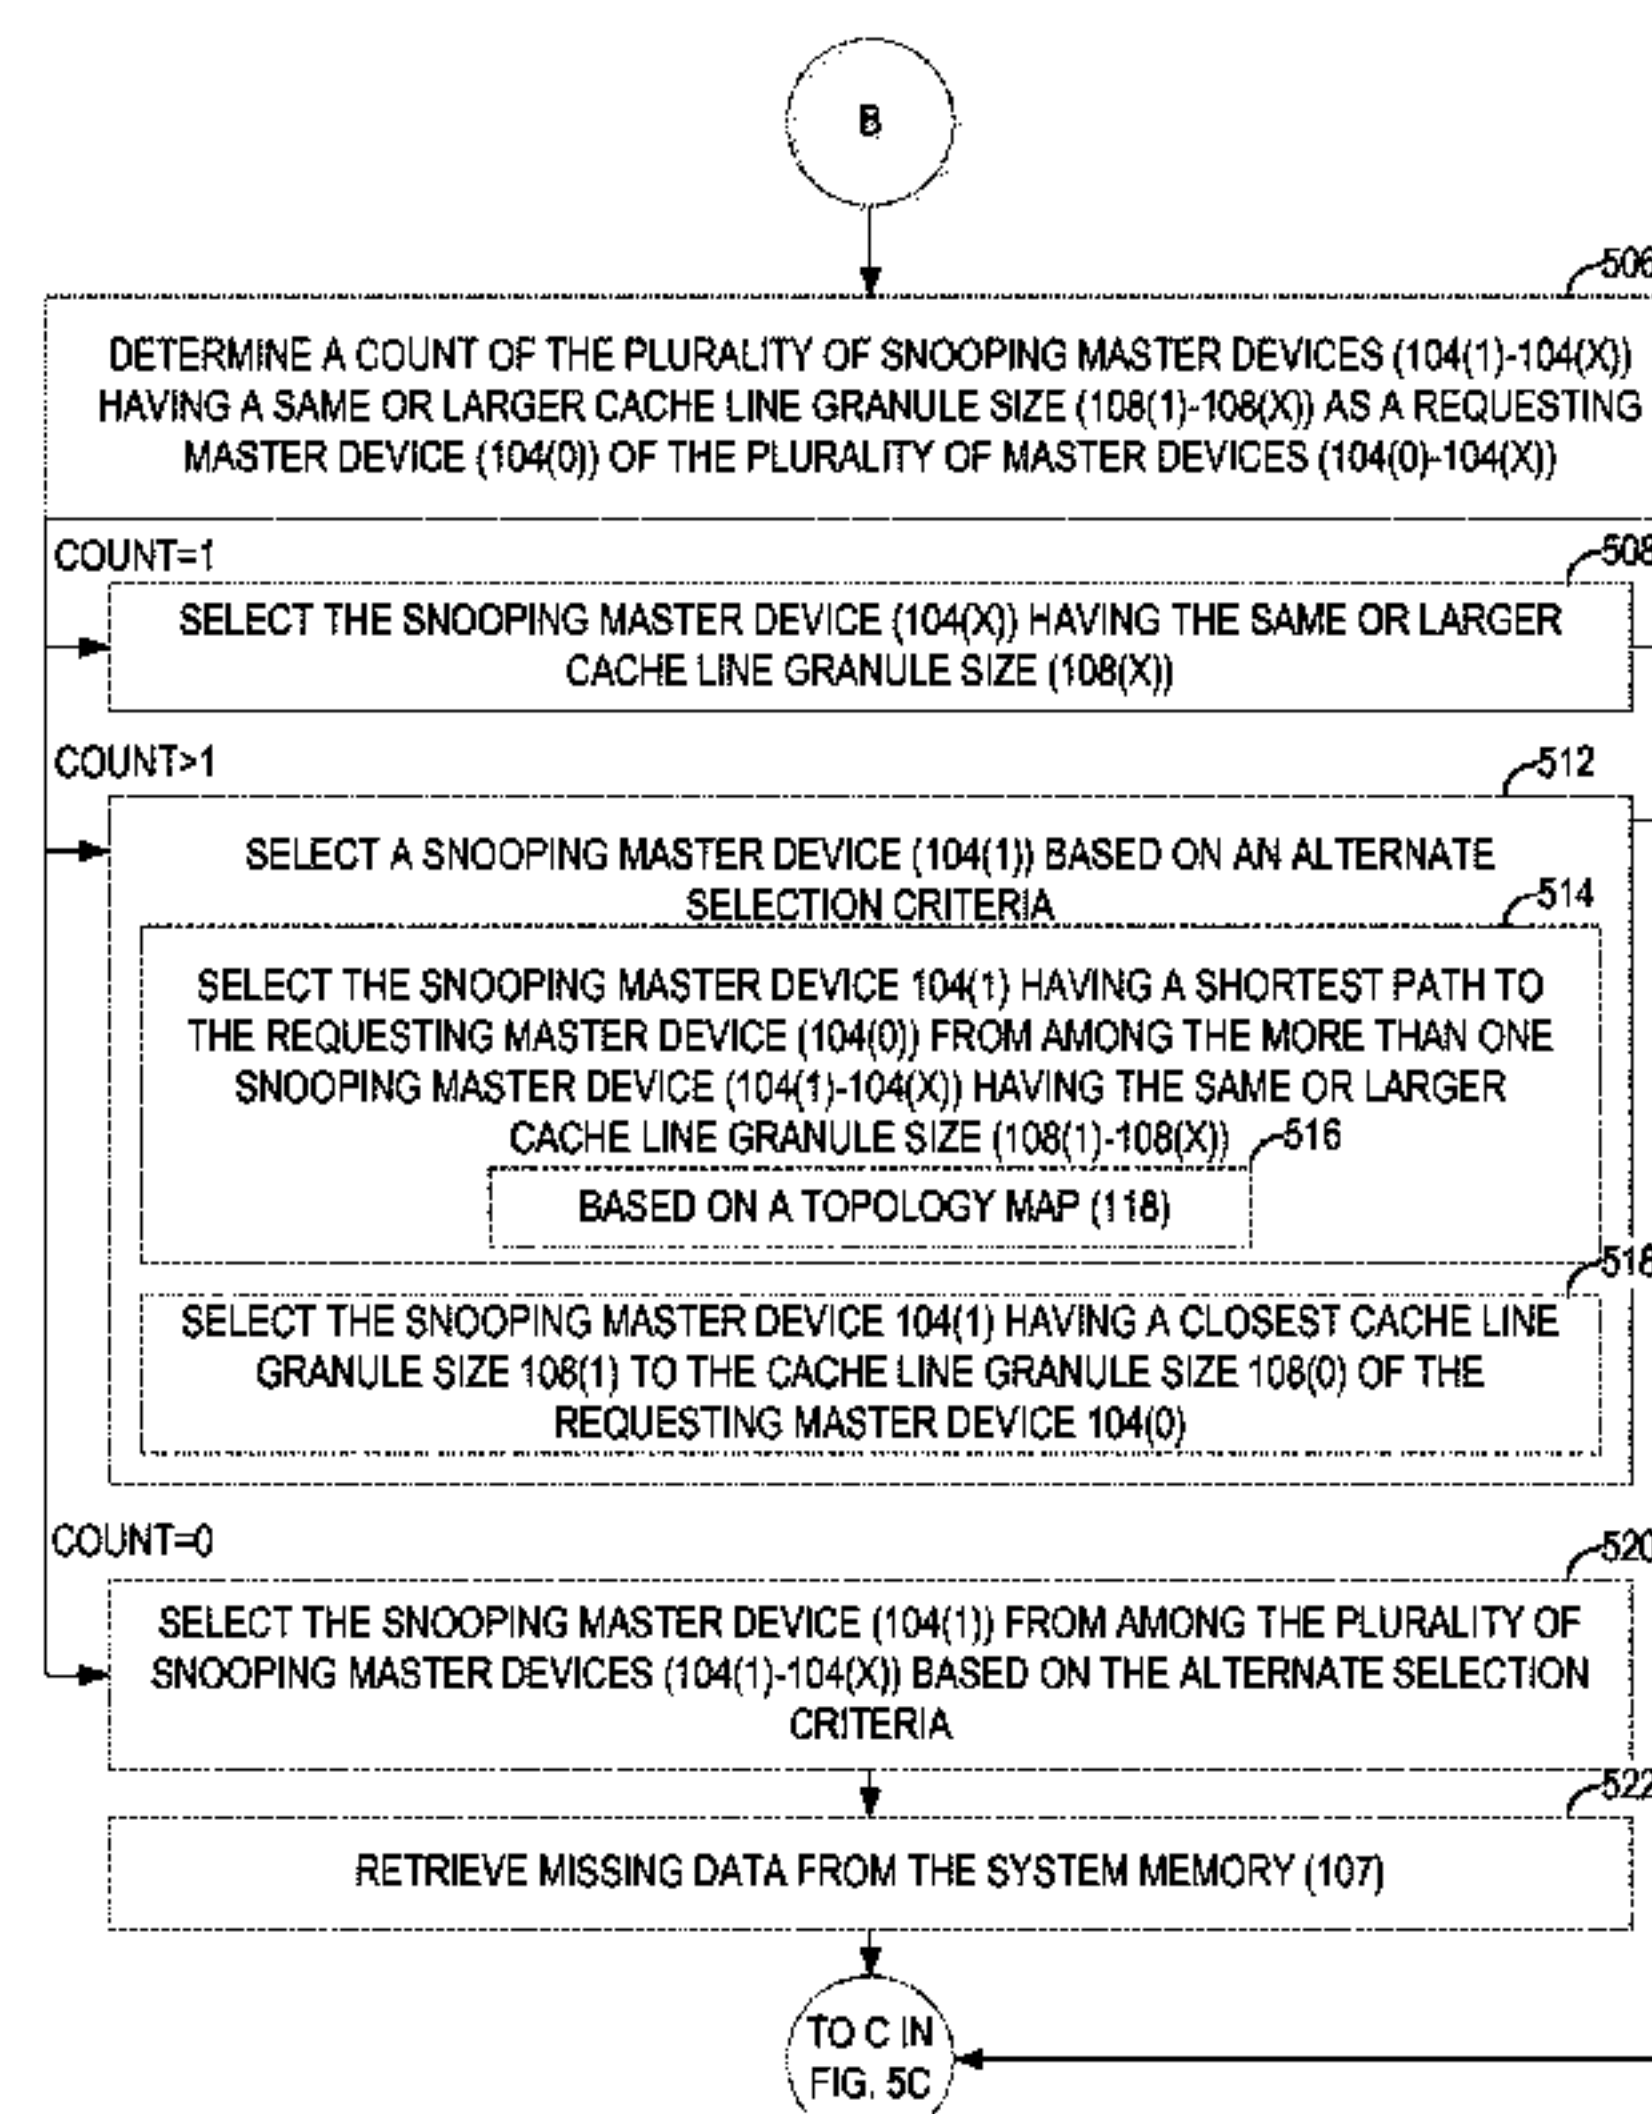 B
506
DETERMINE A COUNT OF THE PLURALITY OF SNOOPING MASTER DEVICES (104(1)-104(X))
HAVING A SAME OR LARGER CACHE LINE GRANULE SIZE (108(1)-108(X)) AS A REQUESTING
MASTER DEVICE (104(0)) OF THE PLURALITY OF MASTER DEVICES (104(0)-104(X))
COUNT=1
508
SELECT THE SNOOPING MASTER DEVICE (104(X)) HAVING THE SAME OR LARGER
CACHE LINE GRANULE SIZE (108(X))
COUNT>1
512
SELECT A SNOOPING MASTER DEVICE (104(1)) BASED ON AN ALTERNATE
SELECTION CRITERIA
514
SELECT THE SNOOPING MASTER DEVICE 104(1) HAVING A SHORTEST PATH TO
THE REQUESTING MASTER DEVICE (104(0)) FROM AMONG THE MORE THAN ONE
SNOOPING MASTER DEVICE (104(1)-104(X)) HAVING THE SAME OR LARGER
CACHE LINE GRANULE SIZE (108(1)-108(X))
516
BASED ON A TOPOLOGY MAP (118)
518
SELECT THE SNOOPING MASTER DEVICE 104(1) HAVING A CLOSEST CACHE LINE
GRANULE SIZE 108(1) TO THE CACHE LINE GRANULE SIZE 108(0) OF THE
REQUESTING MASTER DEVICE 104(0)
COUNT=0
520
SELECT THE SNOOPING MASTER DEVICE (104(1)) FROM AMONG THE PLURALITY OF
SNOOPING MASTER DEVICES (104(1)-104(X)) BASED ON THE ALTERNATE SELECTION
CRITERIA
522
RETRIEVE MISSING DATA FROM THE SYSTEM MEMORY (107)
TO C IN
FIG. 5C